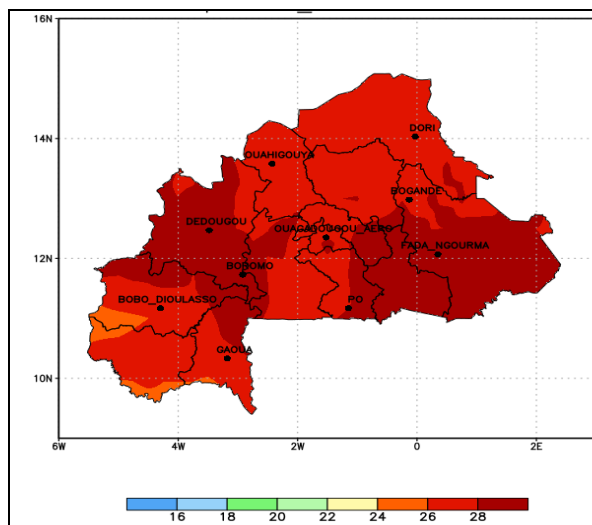 16N
14N
12N
10N
6W
4W
2W
0
2E
DORI
OUAHIGOUYA
BOGANDE
DEDOUGOU
OUAGADOUGOU_AERO
FADA_NGOURMA
BOROMO
BOBO_DIOULASSO
PO
GAOUA
16
18
20
22
24
26
28